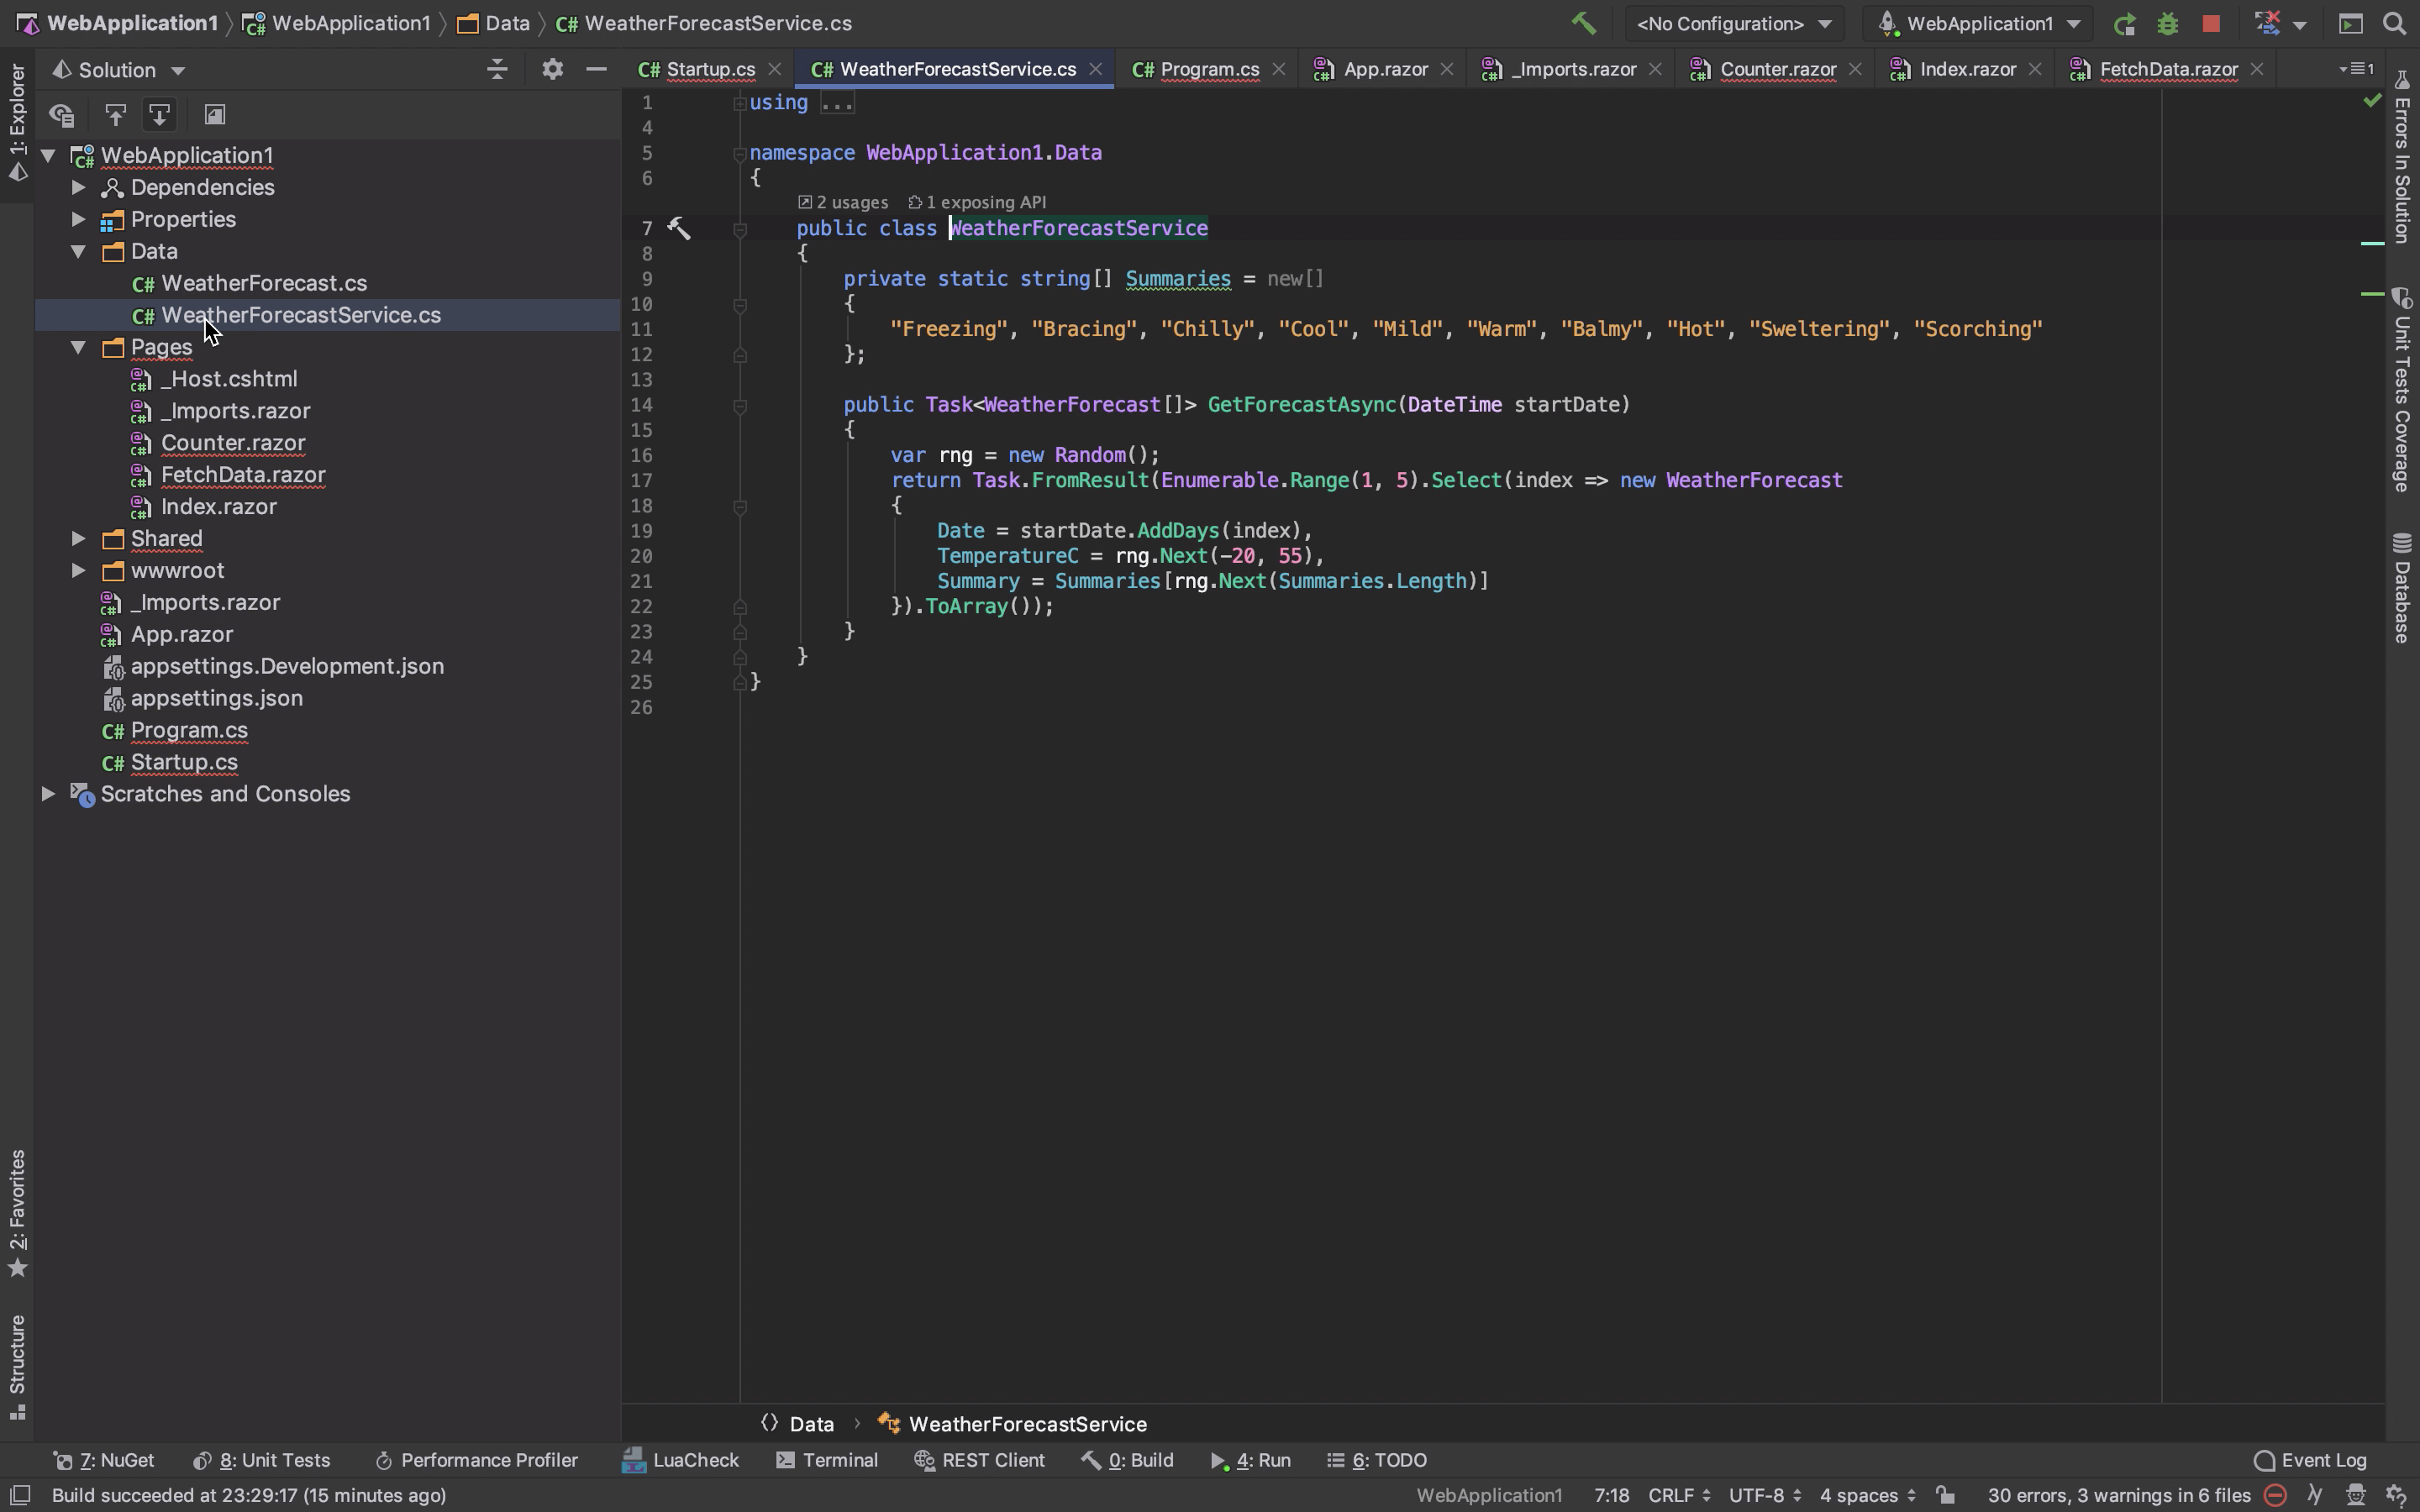 WebApplication1 WebApplication1 Data C# WeatherForecastService.cs <No Configuration> WebApplication1
1: Explorer
Solution
C# Startup.cs C# WeatherForecastService.cs C# Program.cs App.razor _Imports.razor Counter.razor Index.razor FetchData.razor 1
WebApplication1
Dependencies
Properties
Data
C# WeatherForecast.cs
C# WeatherForecastService.cs
Pages
_Host.cshtml
_Imports.razor
Counter.razor
FetchData.razor
Index.razor
Shared
wwwroot
_Imports.razor
App.razor
appsettings.Development.json
appsettings.json
C# Program.cs
C# Startup.cs
Scratches and Consoles
1 using ...
4
5 namespace WebApplication1.Data
6 {
2 usages 1 exposing API
7 public class WeatherForecastService
8 {
9 private static string[] Summaries = new[]
10 {
11 "Freezing", "Bracing", "Chilly", "Cool", "Mild", "Warm", "Balmy", "Hot", "Sweltering", "Scorching"
12 };
13
14 public Task<WeatherForecast[]> GetForecastAsync(DateTime startDate)
15 {
16 var rng = new Random();
17 return Task.FromResult(Enumerable.Range(1, 5).Select(index => new WeatherForecast
18 {
19 Date = startDate.AddDays(index),
20 TemperatureC = rng.Next(-20, 55),
21 Summary = Summaries[rng.Next(Summaries.Length)]
22 }).ToArray());
23 }
24 }
25 }
26
Errors In Solution
Unit Tests Coverage
Database
2: Favorites
Structure
Data WeatherForecastService
7: NuGet 8: Unit Tests Performance Profiler LuaCheck Terminal REST Client 0: Build 4: Run 6: TODO Event Log
Build succeeded at 23:29:17 (15 minutes ago) WebApplication1 7:18 CRLF UTF-8 4 spaces 30 errors, 3 warnings in 6 files